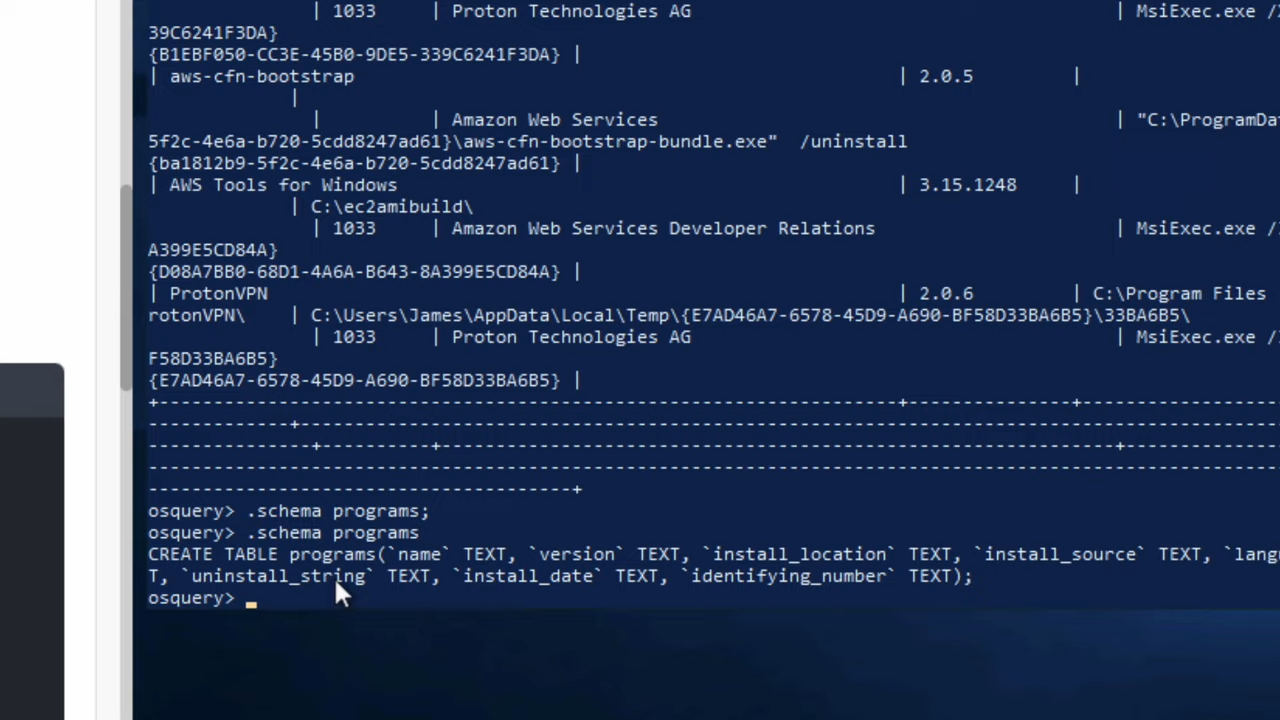 | 1033 | Proton Technologies AG | MsiExec.exe /
39C6241F3DA}
{B1EBF050-CC3E-45B0-9DE5-339C6241F3DA} |
| aws-cfn-bootstrap | 2.0.5 |
|
| | Amazon Web Services | "C:\ProgramDat
5f2c-4e6a-b720-5cdd8247ad61}\aws-cfn-bootstrap-bundle.exe" /uninstall
{ba1812b9-5f2c-4e6a-b720-5cdd8247ad61} |
| AWS Tools for Windows | 3.15.1248 |
| C:\ec2amibuild\
| 1033 | Amazon Web Services Developer Relations | MsiExec.exe /
A399E5CD84A}
{D08A7BB0-68D1-4A6A-B643-8A399E5CD84A} |
| ProtonVPN | 2.0.6 | C:\Program Files
rotonVPN\ | C:\Users\James\AppData\Local\Temp\{E7AD46A7-6578-45D9-A690-BF58D33BA6B5}\33BA6B5\
| 1033 | Proton Technologies AG | MsiExec.exe /
F58D33BA6B5}
{E7AD46A7-6578-45D9-A690-BF58D33BA6B5} |
osquery> .schema programs;
osquery> .schema programs
CREATE TABLE programs(`name` TEXT, `version` TEXT, `install_location` TEXT, `install_source` TEXT, `lang
T, `uninstall_string` TEXT, `install_date` TEXT, `identifying_number` TEXT);
osquery>